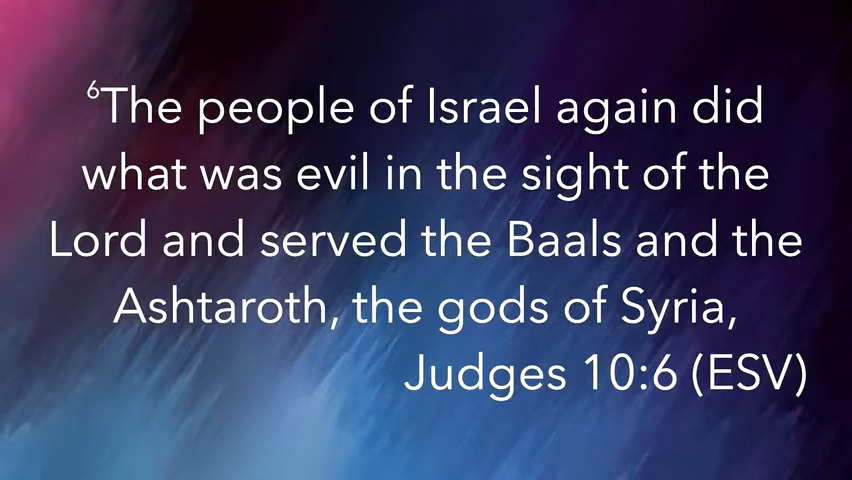 ⁶The people of Israel again did
what was evil in the sight of the
Lord and served the Baals and the
Ashtaroth, the gods of Syria,
Judges 10:6 (ESV)